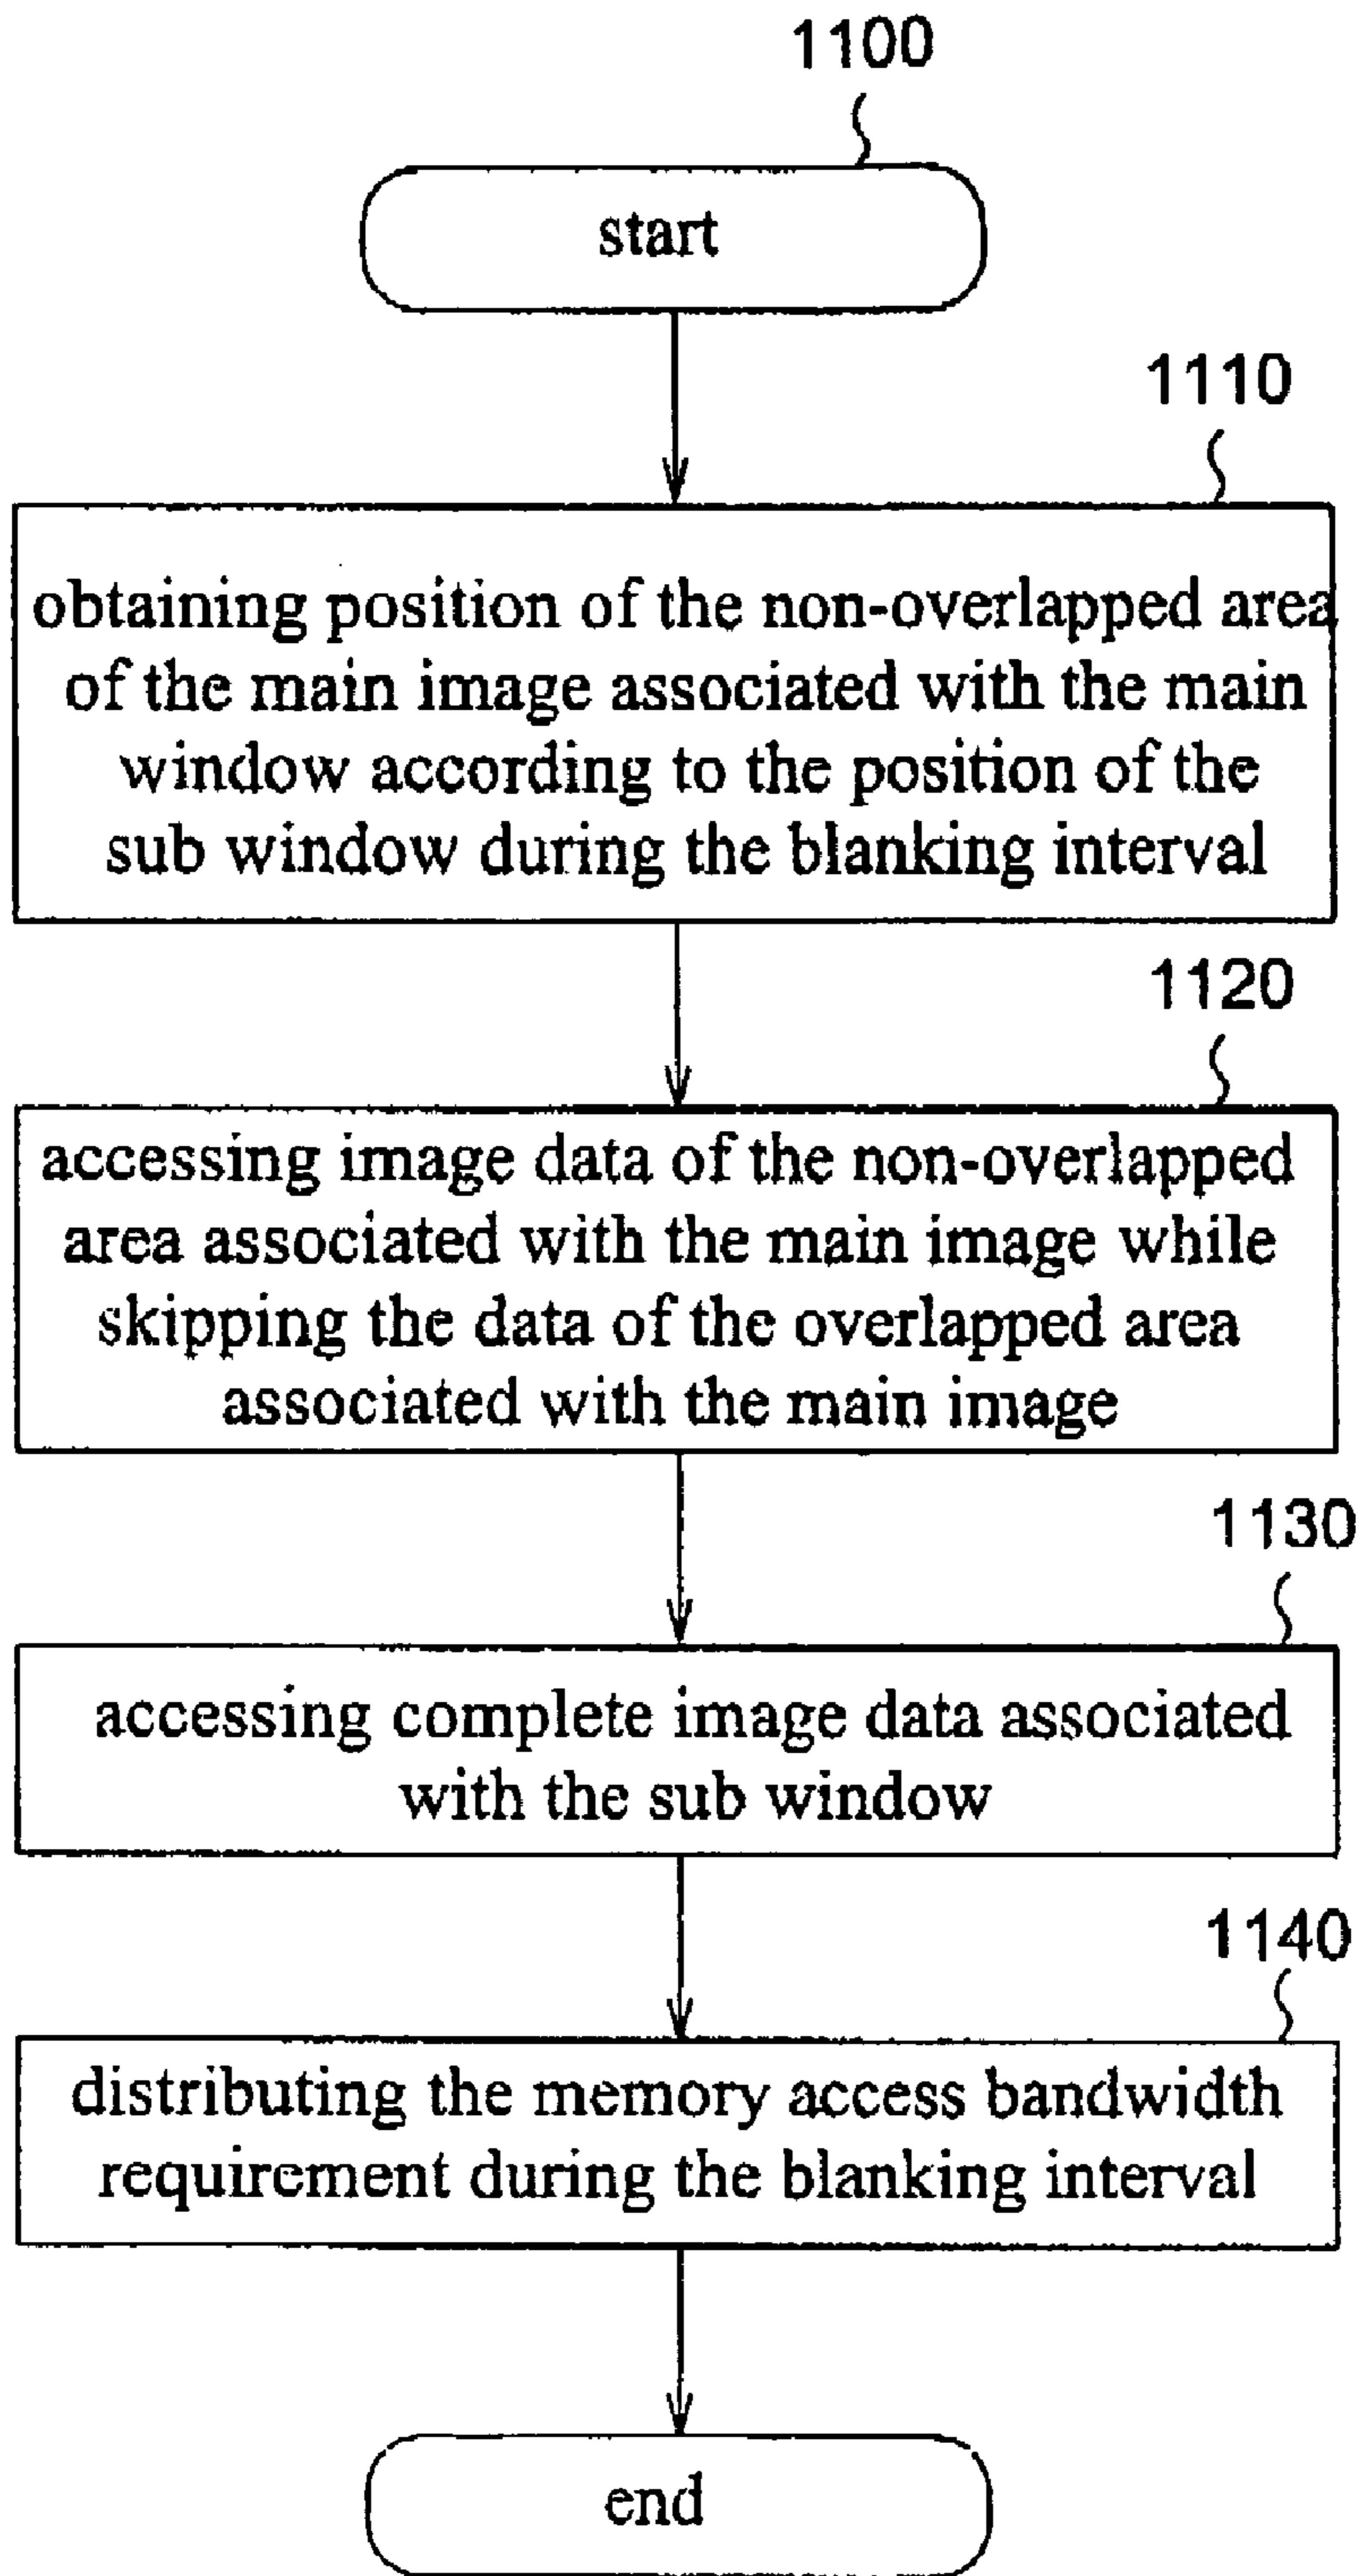 1100
start
1110
obtaining position of the non-overlapped area
of the main image associated with the main
window according to the position of the
sub window during the blanking interval
1120
accessing image data of the non-overlapped
area associated with the main image while
skipping the data of the overlapped area
associated with the main image
1130
accessing complete image data associated
with the sub window
1140
distributing the memory access bandwidth
requirement during the blanking interval
end